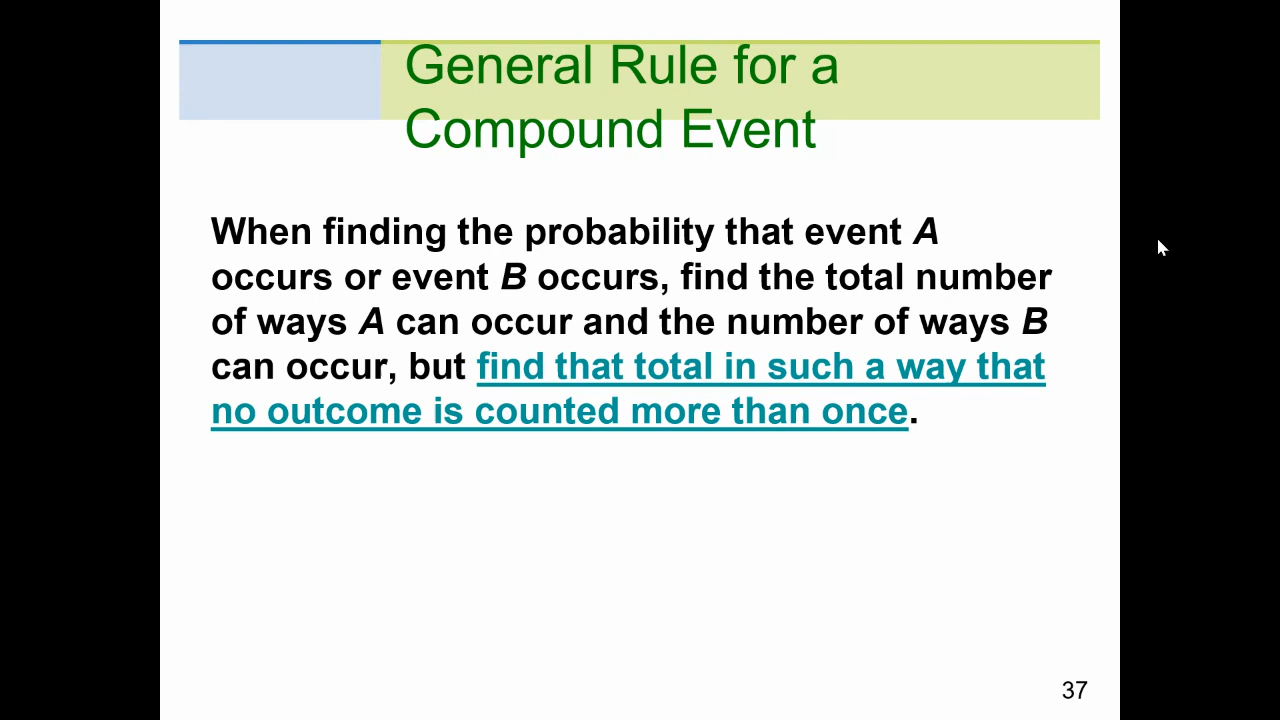 General Rule for a
Compound Event
When finding the probability that event A
occurs or event B occurs, find the total number
of ways A can occur and the number of ways B
can occur, but find that total in such a way that
no outcome is counted more than once.
37